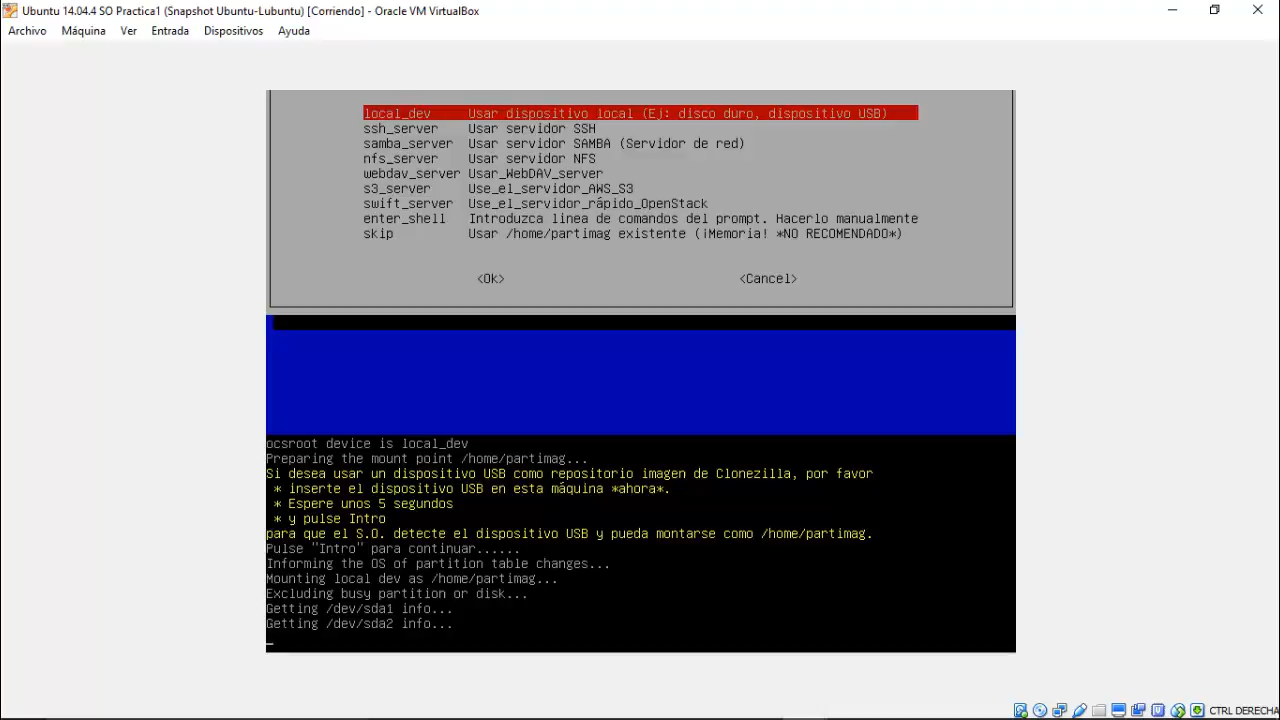 Ubuntu 14.04.4 SO Practica1 (Snapshot Ubuntu-Lubuntu) [Corriendo] - Oracle VM VirtualBox
Archivo Máquina Ver Entrada Dispositivos Ayuda
local_dev Usar dispositivo local (Ej: disco duro, dispositivo USB)
ssh_server Usar servidor SSH
samba_server Usar servidor SAMBA (Servidor de red)
nfs_server Usar servidor NFS
webdav_server Usar_WebDAV_server
s3_server Use_el_servidor_AWS_S3
swift_server Use_el_servidor_rápido_OpenStack
enter_shell Introduzca linea de comandos del prompt. Hacerlo manualmente
skip Usar /home/partimag existente (¡Memoria! *NO RECOMENDADO*)
<Ok> <Cancel>
ocsroot device is local_dev
Preparing the mount point /home/partimag...
Si desea usar un dispositivo USB como repositorio imagen de Clonezilla, por favor
* inserte el dispositivo USB en esta máquina *ahora*.
* Espere unos 5 segundos
* y pulse Intro
para que el S.O. detecte el dispositivo USB y pueda montarse como /home/partimag.
Pulse "Intro" para continuar......
Informing the OS of partition table changes...
Mounting local dev as /home/partimag...
Excluding busy partition or disk...
Getting /dev/sda1 info...
Getting /dev/sda2 info...
CTRL DERECHA